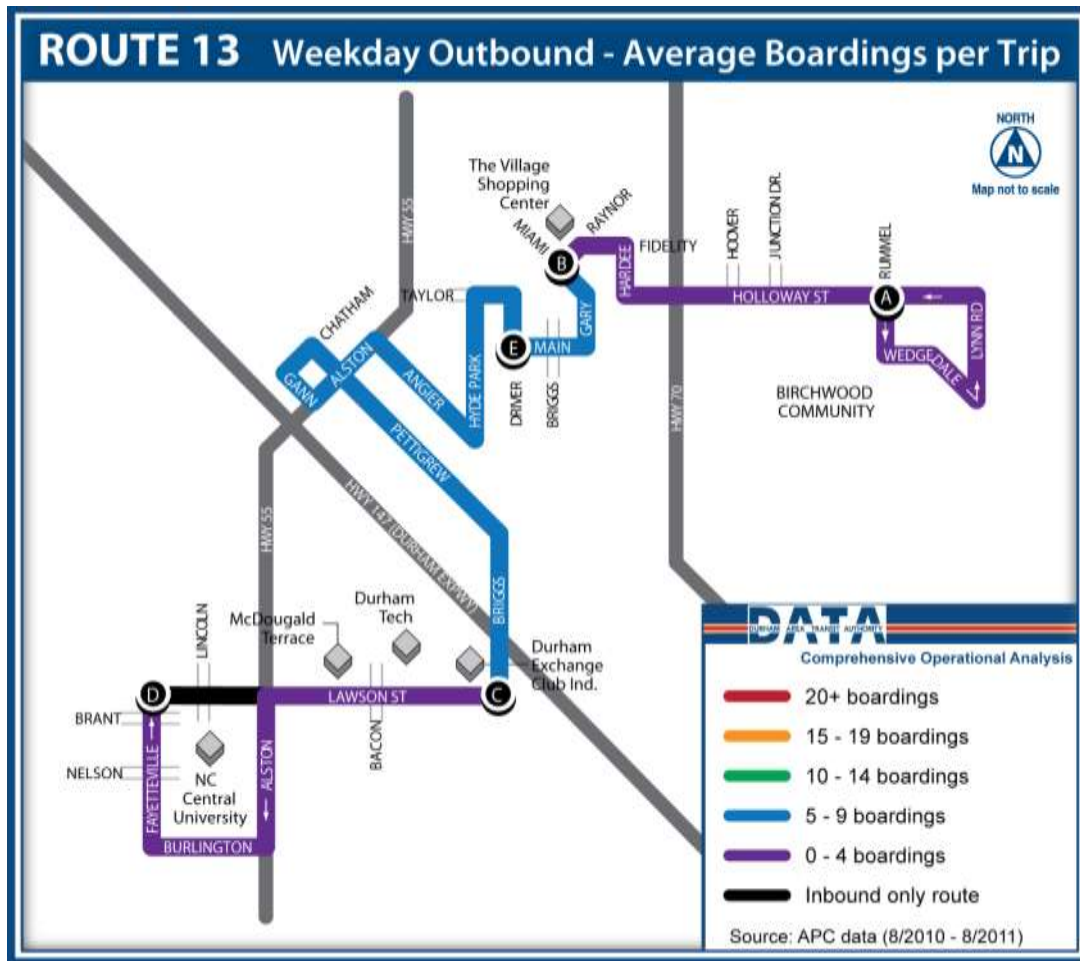 ROUTE 13 Weekday Outbound - Average Boardings per Trip
NORTH
N
Map not to scale
The Village
Shopping
Center
MIAMI
RAYNOR
FIDELITY
HARDEE
HOOVER
JUNCTION DR.
RUMMEL
HWY 55
B
A
HOLLOWAY ST
LYNN RD
WEDGEDALE
BIRCHWOOD
COMMUNITY
TAYLOR
CHATHAM
GANN
ALSTON
ANGIER
HYDE PARK
E
MAIN
GARY
DRIVER
BRIGGS
HWY 70
PETTIGREW
HWY 147 (DURHAM EXPWY)
HWY 55
BRIGGS
LINCOLN
McDougald
Terrace
Durham
Tech
Durham
Exchange
Club Ind.
D
LAWSON ST
C
BRANT
NELSON
FAYETTEVILLE
NC
Central
University
ALSTON
BACON
BURLINGTON
DATA
DURHAM AREA TRANSIT AUTHORITY
Comprehensive Operational Analysis
20+ boardings
15 - 19 boardings
10 - 14 boardings
5 - 9 boardings
0 - 4 boardings
Inbound only route
Source: APC data (8/2010 - 8/2011)